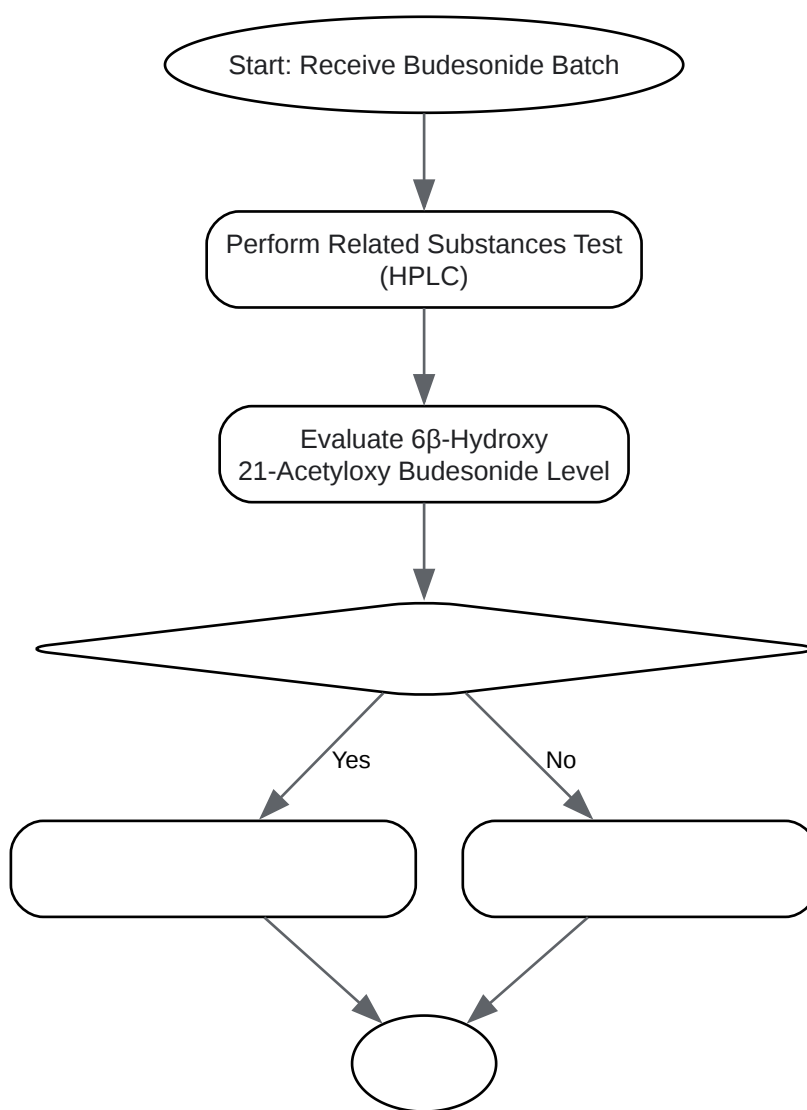 Start: Receive Budesonide Batch
Perform Related Substances Test
(HPLC)
Evaluate 6β-Hydroxy
21-Acetyloxy Budesonide Level
Yes
No